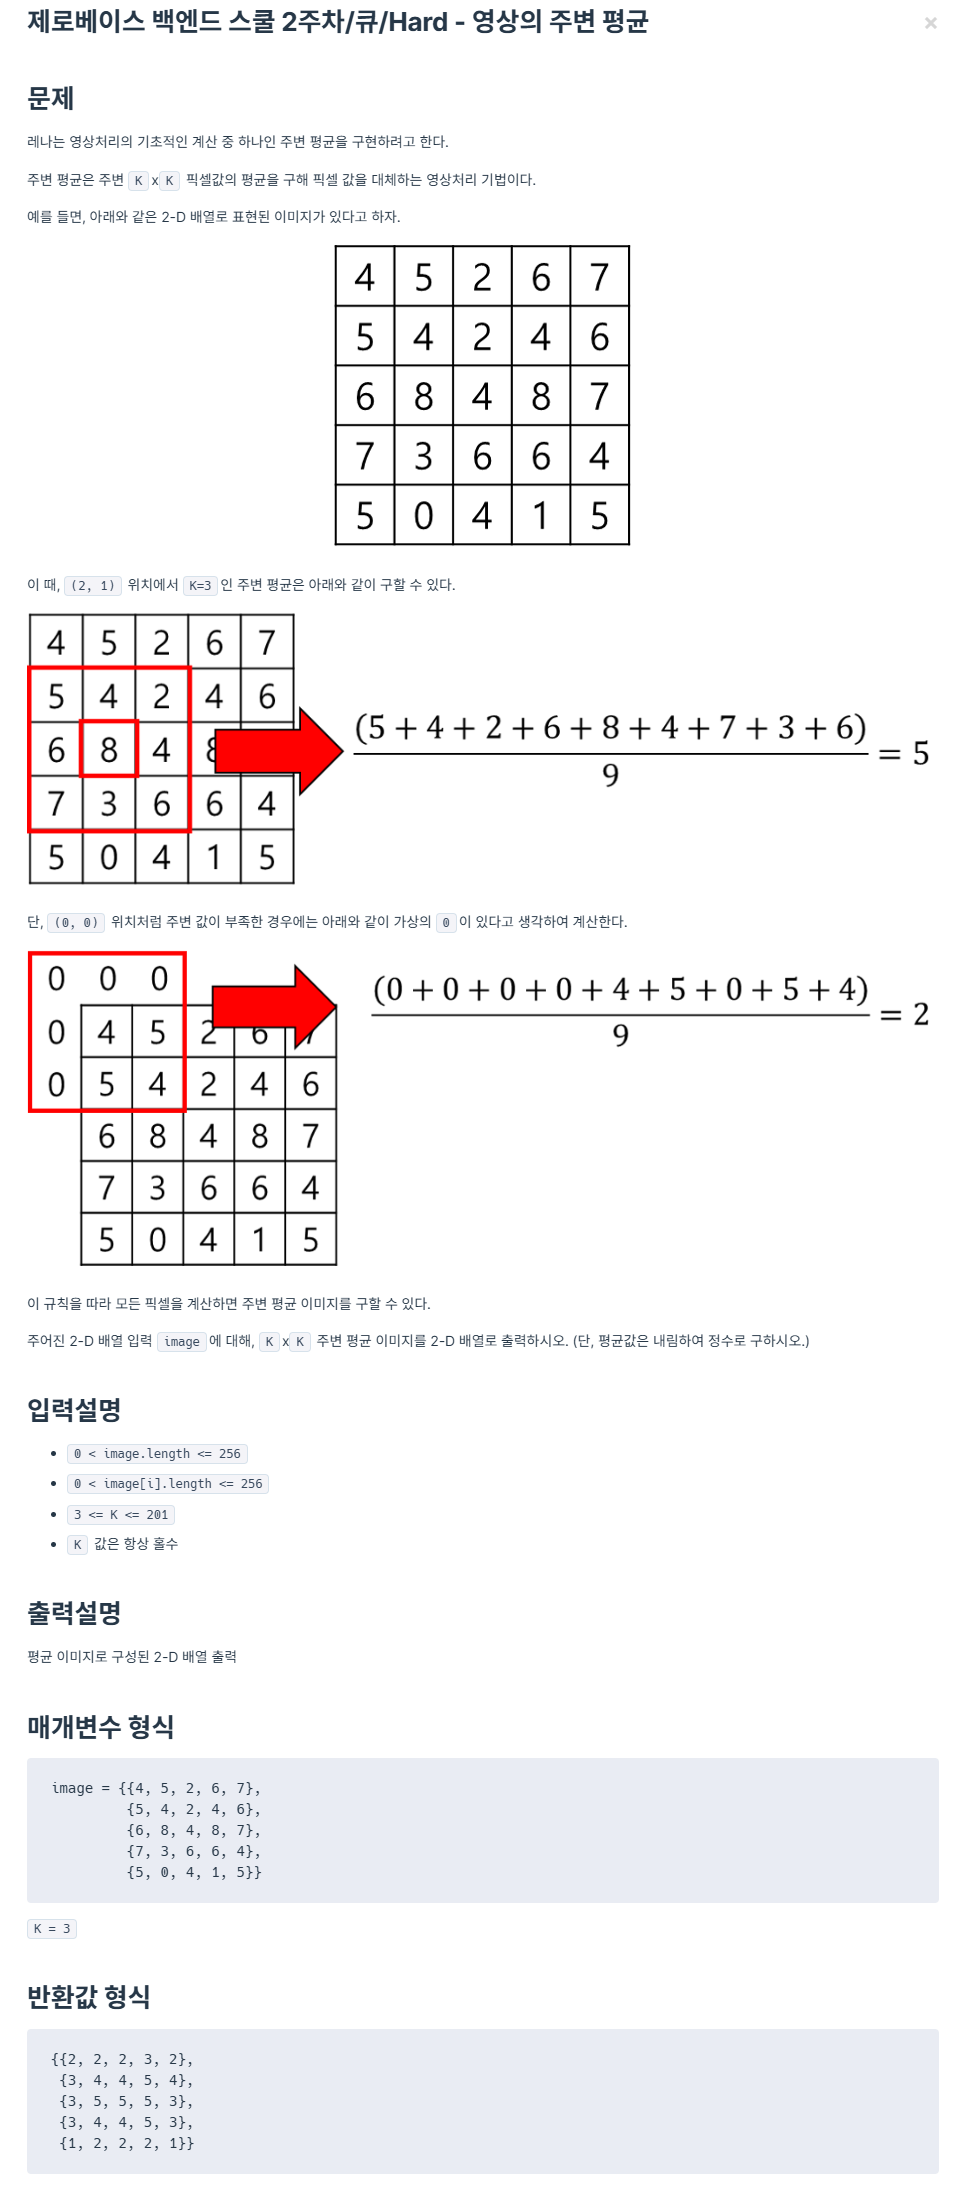 제로베이스 백엔드 스쿨 2주차/큐/Hard - 영상의 주변 평균
×
문제
레나는 영상처리의 기초적인 계산 중 하나인 주변 평균을 구현하려고 한다.
주변 평균은 주변 K x K 픽셀값의 평균을 구해 픽셀 값을 대체하는 영상처리 기법이다.
예를 들면, 아래와 같은 2-D 배열로 표현된 이미지가 있다고 하자.
4 5 2 6 7
5 4 2 4 6
6 8 4 8 7
7 3 6 6 4
5 0 4 1 5
이 때, (2, 1) 위치에서 K=3 인 주변 평균은 아래와 같이 구할 수 있다.
4 5 2 6 7
5 4 2 4 6
6 8 4 8
7 3 6 6 4
5 0 4 1 5
(5 + 4 + 2 + 6 + 8 + 4 + 7 + 3 + 6)
9
= 5
단, (0, 0) 위치처럼 주변 값이 부족한 경우에는 아래와 같이 가상의 0 이 있다고 생각하여 계산한다.
0 0 0
0 4 5 2 6 7
0 5 4 2 4 6
6 8 4 8 7
7 3 6 6 4
5 0 4 1 5
(0 + 0 + 0 + 0 + 4 + 5 + 0 + 5 + 4)
9
= 2
이 규칙을 따라 모든 픽셀을 계산하면 주변 평균 이미지를 구할 수 있다.
주어진 2-D 배열 입력 image 에 대해, K x K 주변 평균 이미지를 2-D 배열로 출력하시오. (단, 평균값은 내림하여 정수로 구하시오.)
입력설명
• 0 < image.length <= 256
• 0 < image[i].length <= 256
• 3 <= K <= 201
• K 값은 항상 홀수
출력설명
평균 이미지로 구성된 2-D 배열 출력
매개변수 형식
image = {{4, 5, 2, 6, 7},
{5, 4, 2, 4, 6},
{6, 8, 4, 8, 7},
{7, 3, 6, 6, 4},
{5, 0, 4, 1, 5}}
K = 3
반환값 형식
{{2, 2, 2, 3, 2},
{3, 4, 4, 5, 4},
{3, 5, 5, 5, 3},
{3, 4, 4, 5, 3},
{1, 2, 2, 2, 1}}